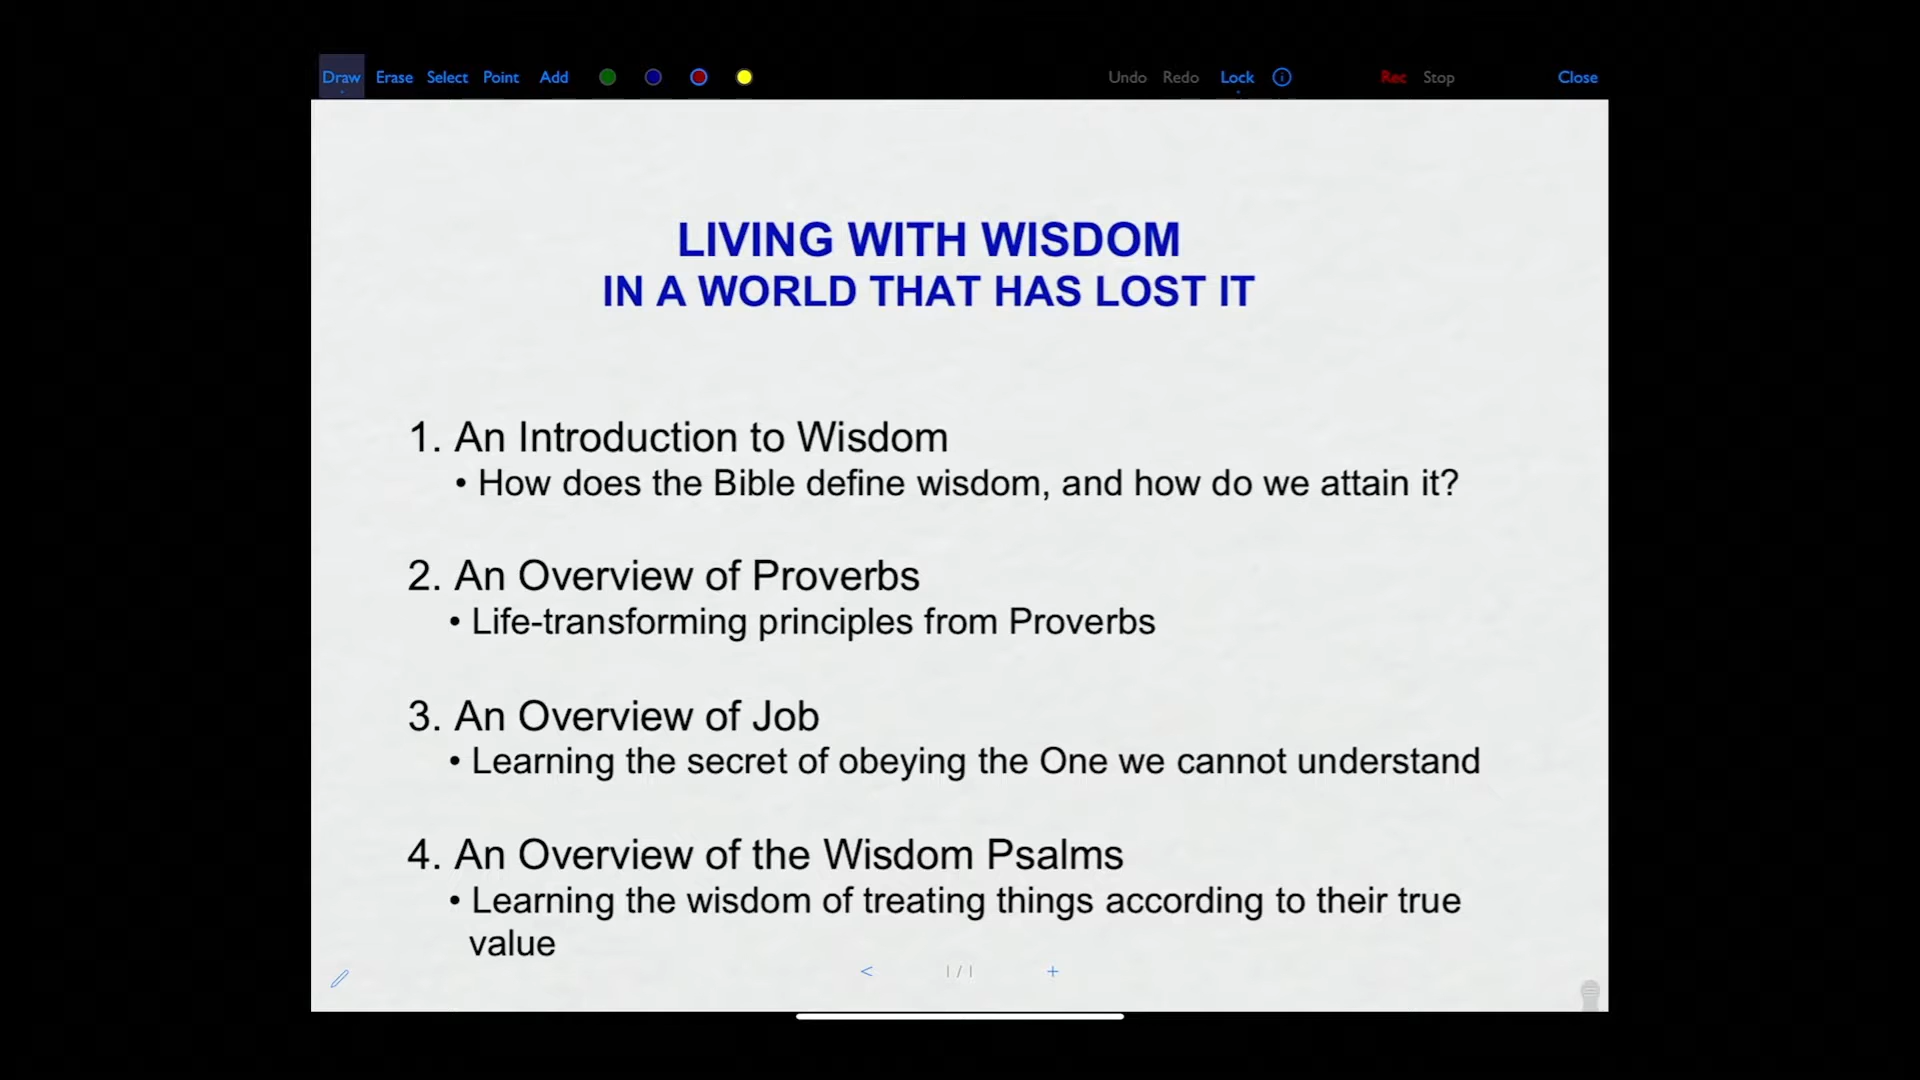 Draw Erase Select Point Add Undo Redo Lock Rec Stop Close
LIVING WITH WISDOM
IN A WORLD THAT HAS LOST IT
1. An Introduction to Wisdom
• How does the Bible define wisdom, and how do we attain it?
2. An Overview of Proverbs
• Life-transforming principles from Proverbs
3. An Overview of Job
• Learning the secret of obeying the One we cannot understand
4. An Overview of the Wisdom Psalms
• Learning the wisdom of treating things according to their true
value
< 1 / 1 +